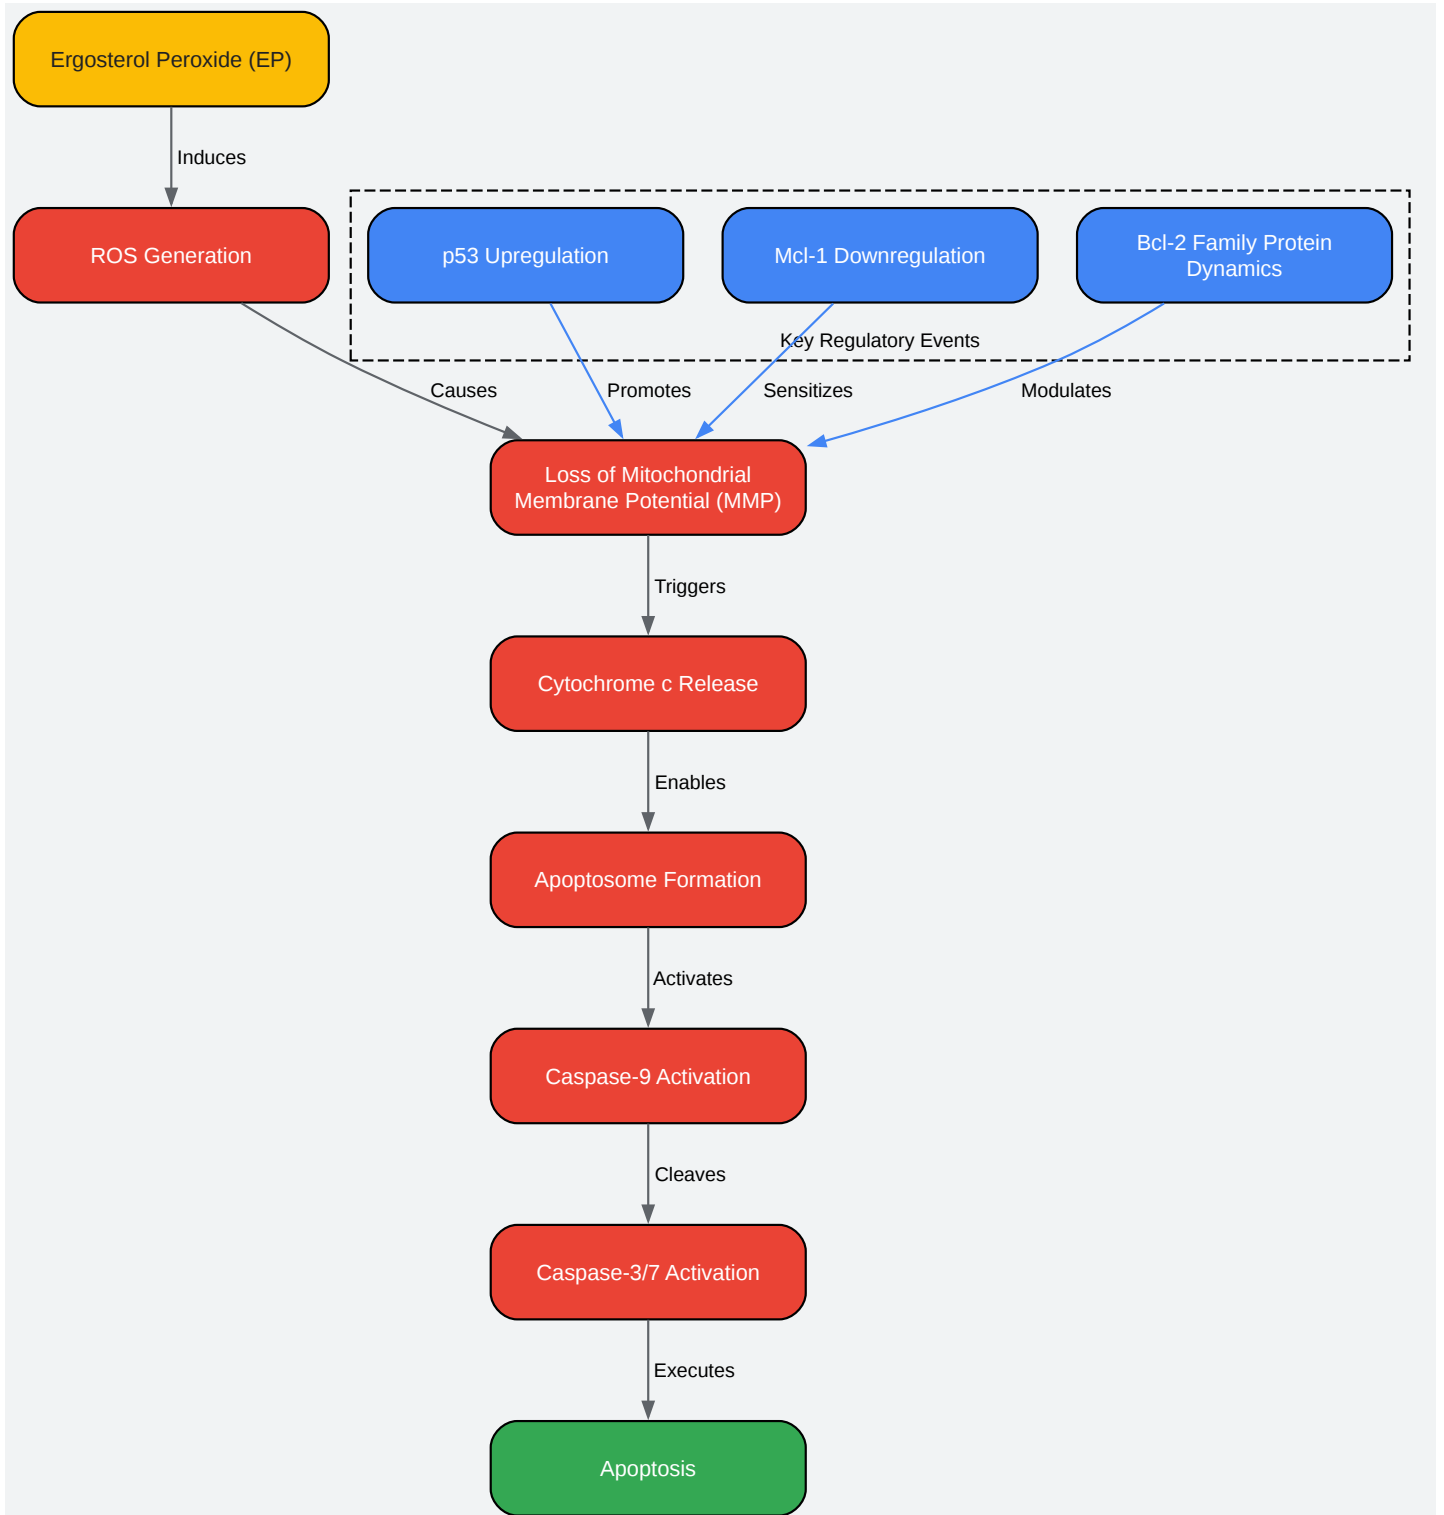 Ergosterol Peroxide (EP)
Induces
ROS Generation
p53 Upregulation
Mcl-1 Downregulation
Bcl-2 Family Protein
Dynamics
Key Regulatory Events
Causes
Promotes
Sensitizes
Modulates
Loss of Mitochondrial
Membrane Potential (MMP)
Triggers
Cytochrome c Release
Enables
Apoptosome Formation
Activates
Caspase-9 Activation
Cleaves
Caspase-3/7 Activation
Executes
Apoptosis